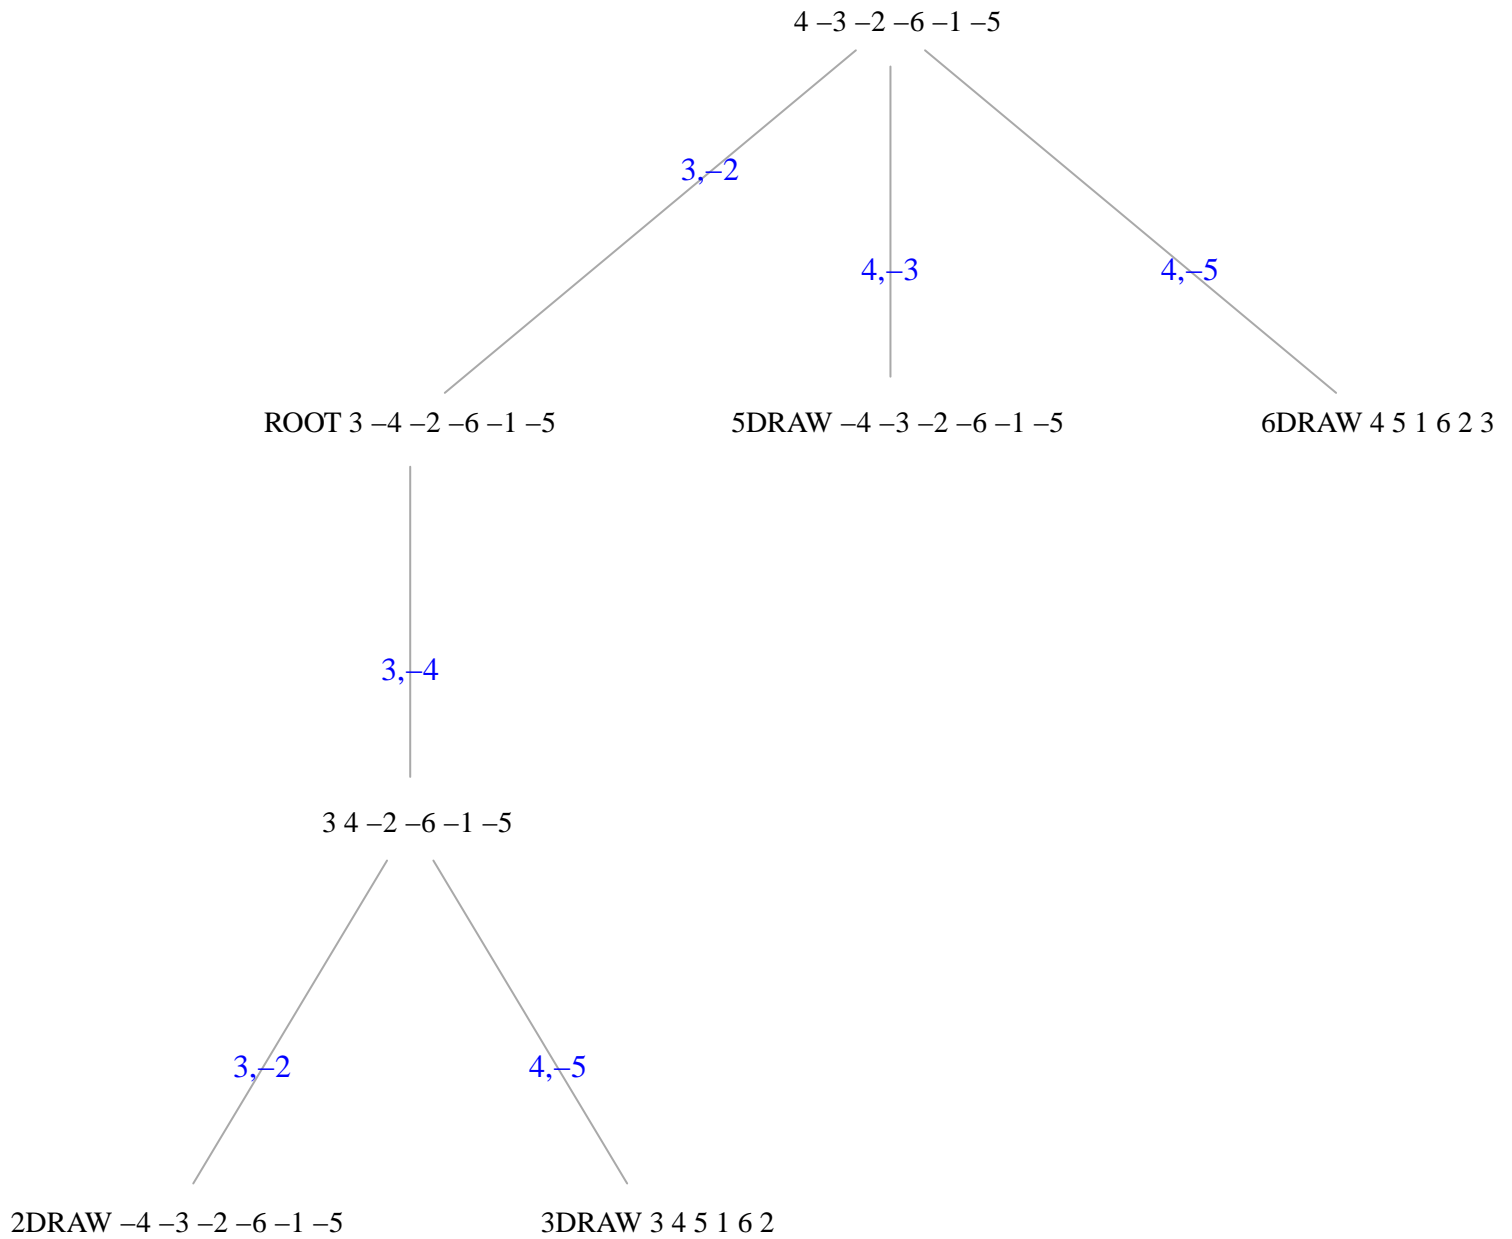 4 –3 –2 –6 –1 –5
3,–2
4,–3
4,–5
ROOT 3 –4 –2 –6 –1 –5
5DRAW –4 –3 –2 –6 –1 –5
6DRAW 4 5 1 6 2 3
3,–4
3 4 –2 –6 –1 –5
3,–2
4,–5
2DRAW –4 –3 –2 –6 –1 –5
3DRAW 3 4 5 1 6 2